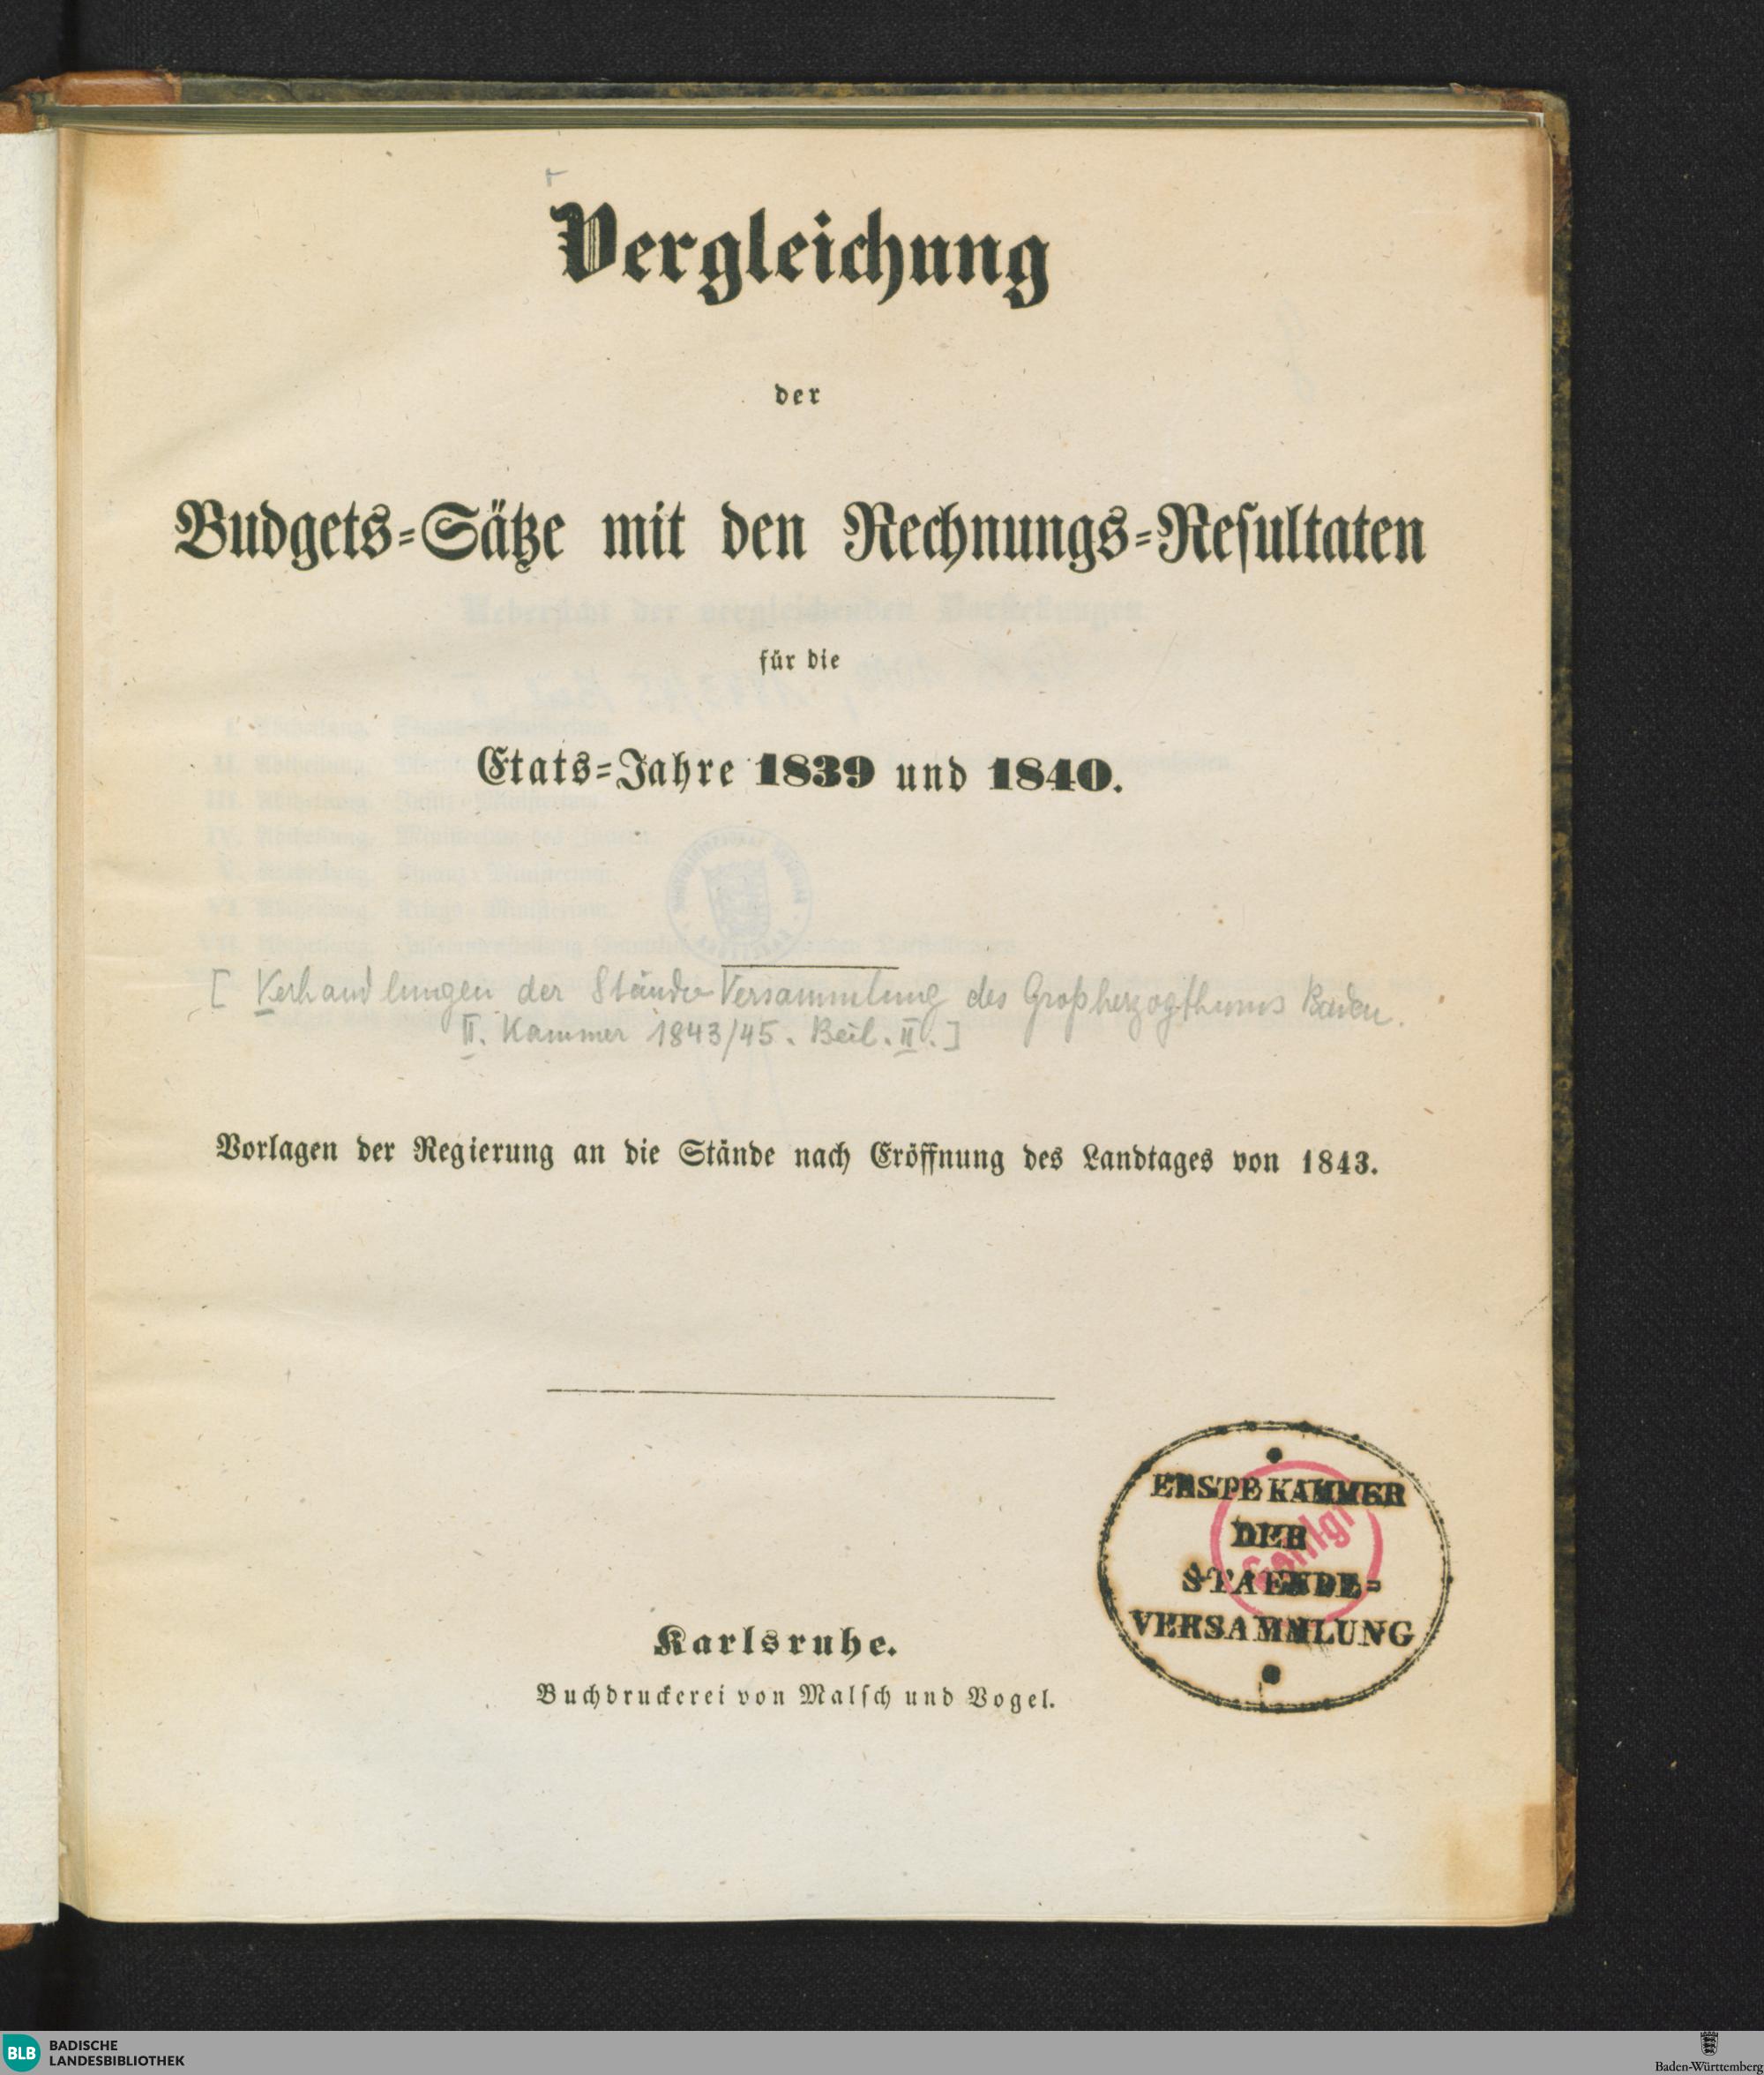 Vergleichung
der
Budgets=Sätze mit den Rechnungs=Resultaten
für die
Etats=Jahre 1839 und 1840.
[ Verhandlungen der Stände-Versammlung des Großherzogthums Baden.
II. Kammer 1843/45. Beil. II.]
Vorlagen der Regierung an die Stände nach Eröffnung des Landtages von 1843.
ERSTE KAMMER
DER
STAENDE=
VERSAMMLUNG
Karlsruhe.
Buchdruckerei von Malsch und Vogel.
BLB BADISCHE
LANDESBIBLIOTHEK
Baden-Württemberg